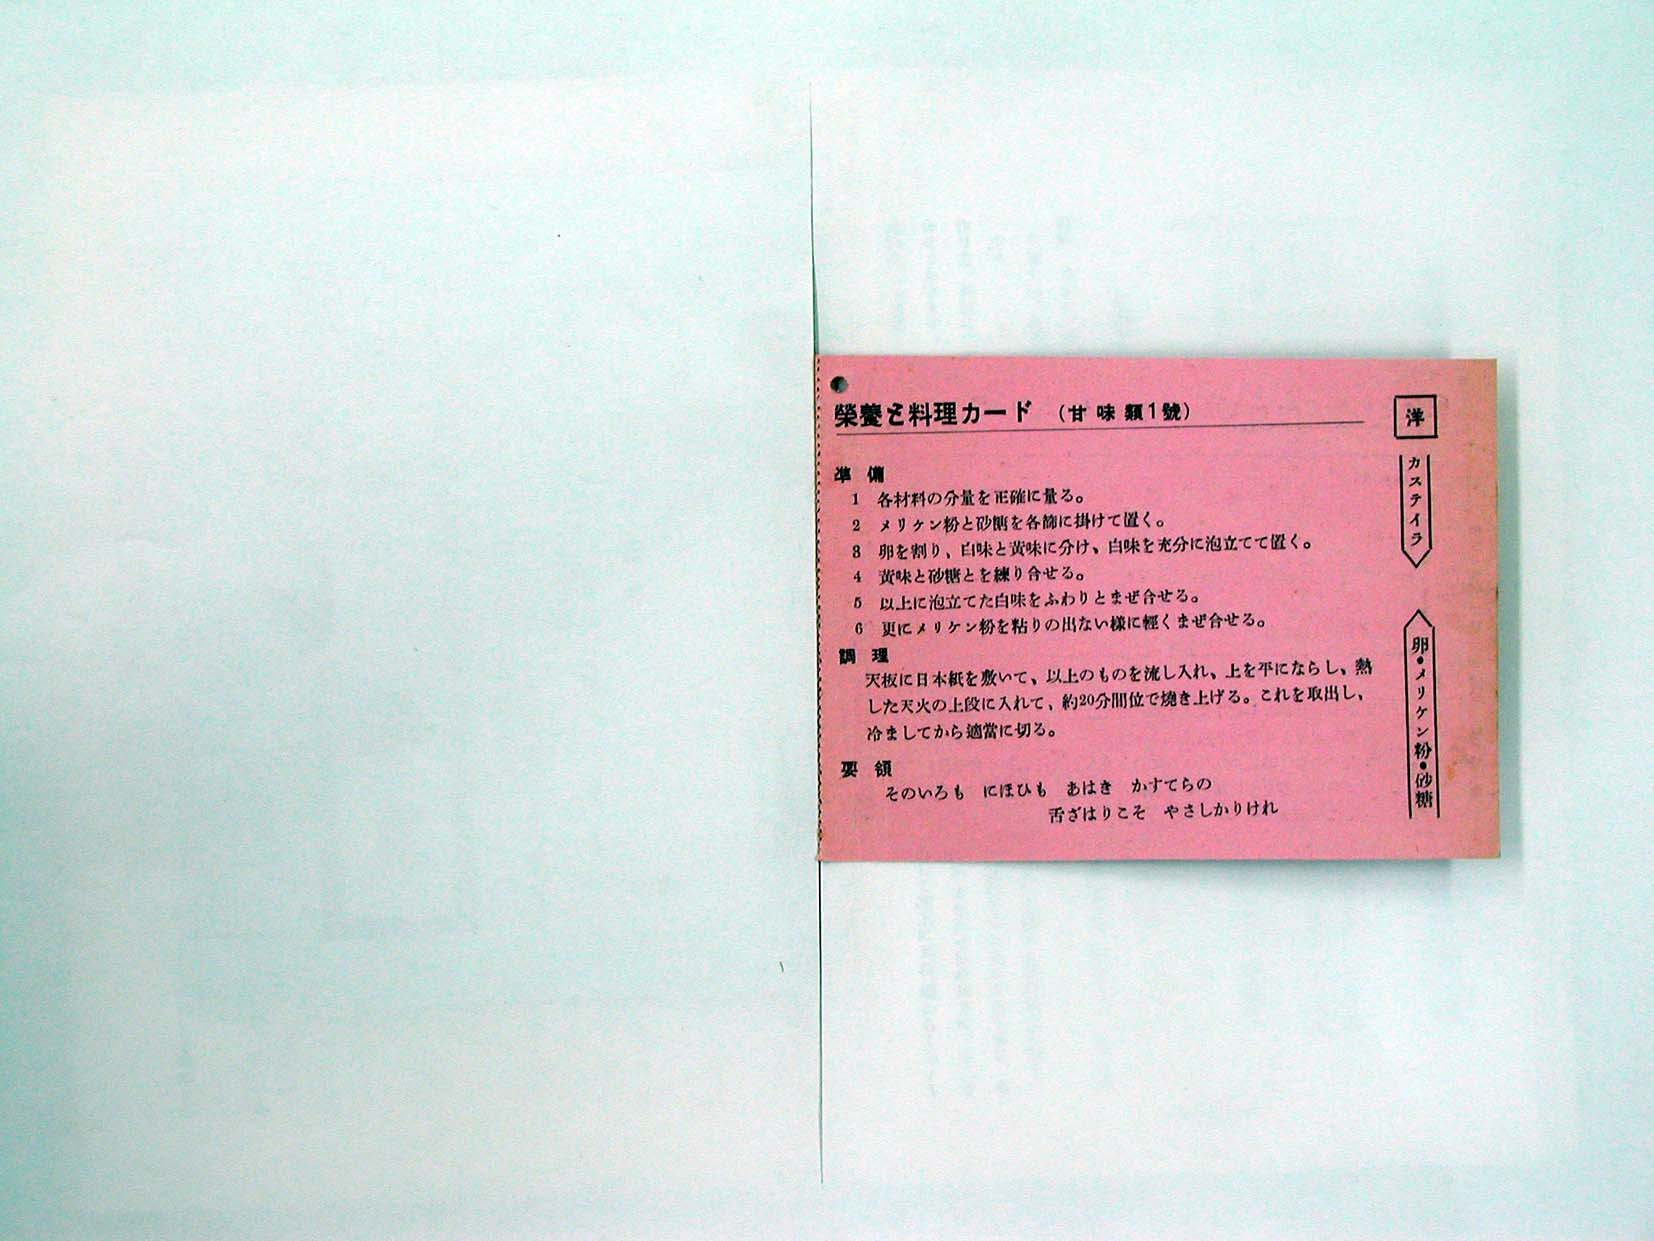 榮養と料理カード (甘味類1號)
準備
1 各材料の分量を正確に量る。
2 メリケン粉と砂糖を各篩に掛けて置く。
3 卵を割り、白味と黄味に分け、白味を充分に泡立てて置く。
4 黄味と砂糖とを練り合せる。
5 以上に泡立てた白味をふわりとまぜ合せる。
6 更にメリケン粉を粘りの出ない様に輕くまぜ合せる。
調理
天板に日本紙を敷いて、以上のものを流し入れ、上を平にならし、熱
した天火の上段に入れて、約20分間位で燒き上げる。これを取出し、
冷ましてから適當に切る。
要領
そのいろも にほひも あはき かすてらの
舌ざはりこそ やさしかりけれ
洋
カステイラ
卵・メリケン粉・砂糖